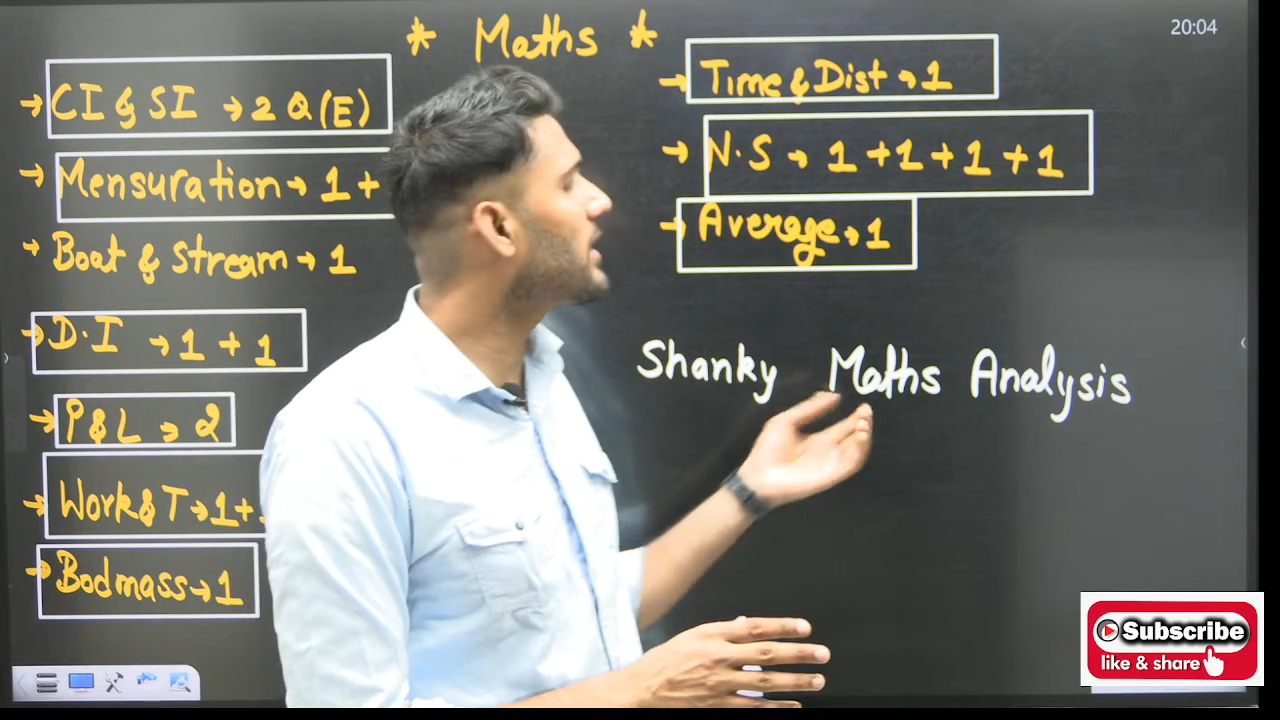 * Maths *
20:04
→ CI & SI → 2 Q (E)
→ Mensuration → 1 +
→ Boat & Stream → 1
→ D.I → 1 + 1
→ P & L → 2
→ Work & T → 1 +
→ Bodmass → 1
→ Time & Dist → 1
→ N.S → 1 + 1 + 1 + 1
→ Average → 1
Shanky Maths Analysis
Subscribe
like & share